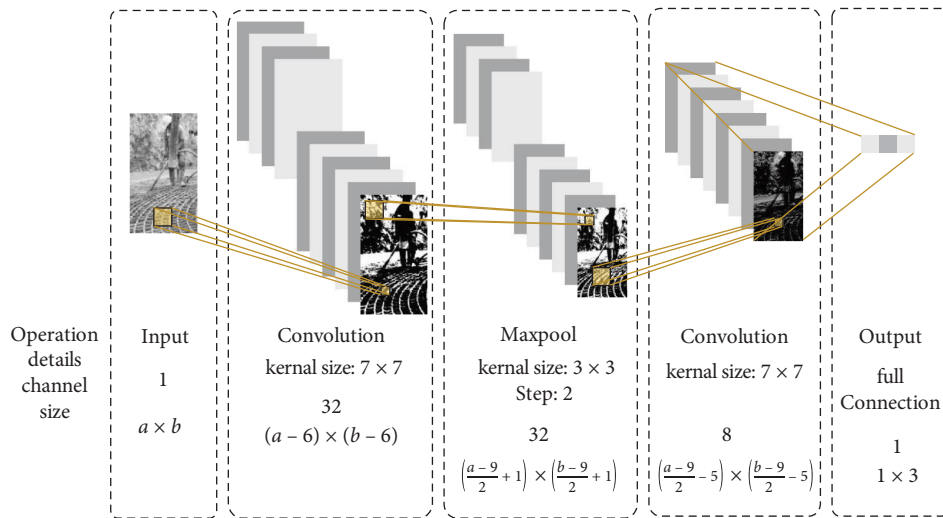 Operation
details
channel
size
Input
1
a × b
Convolution
kernal size: 7 × 7
32
(a – 6) × (b – 6)
Maxpool
kernal size: 3 × 3
Step: 2
32
(a – 9/2 + 1) × (b – 9/2 + 1)
Convolution
kernal size: 7 × 7
8
(a – 9/2 – 5) × (b – 9/2 – 5)
Output
full
Connection
1
1 × 3